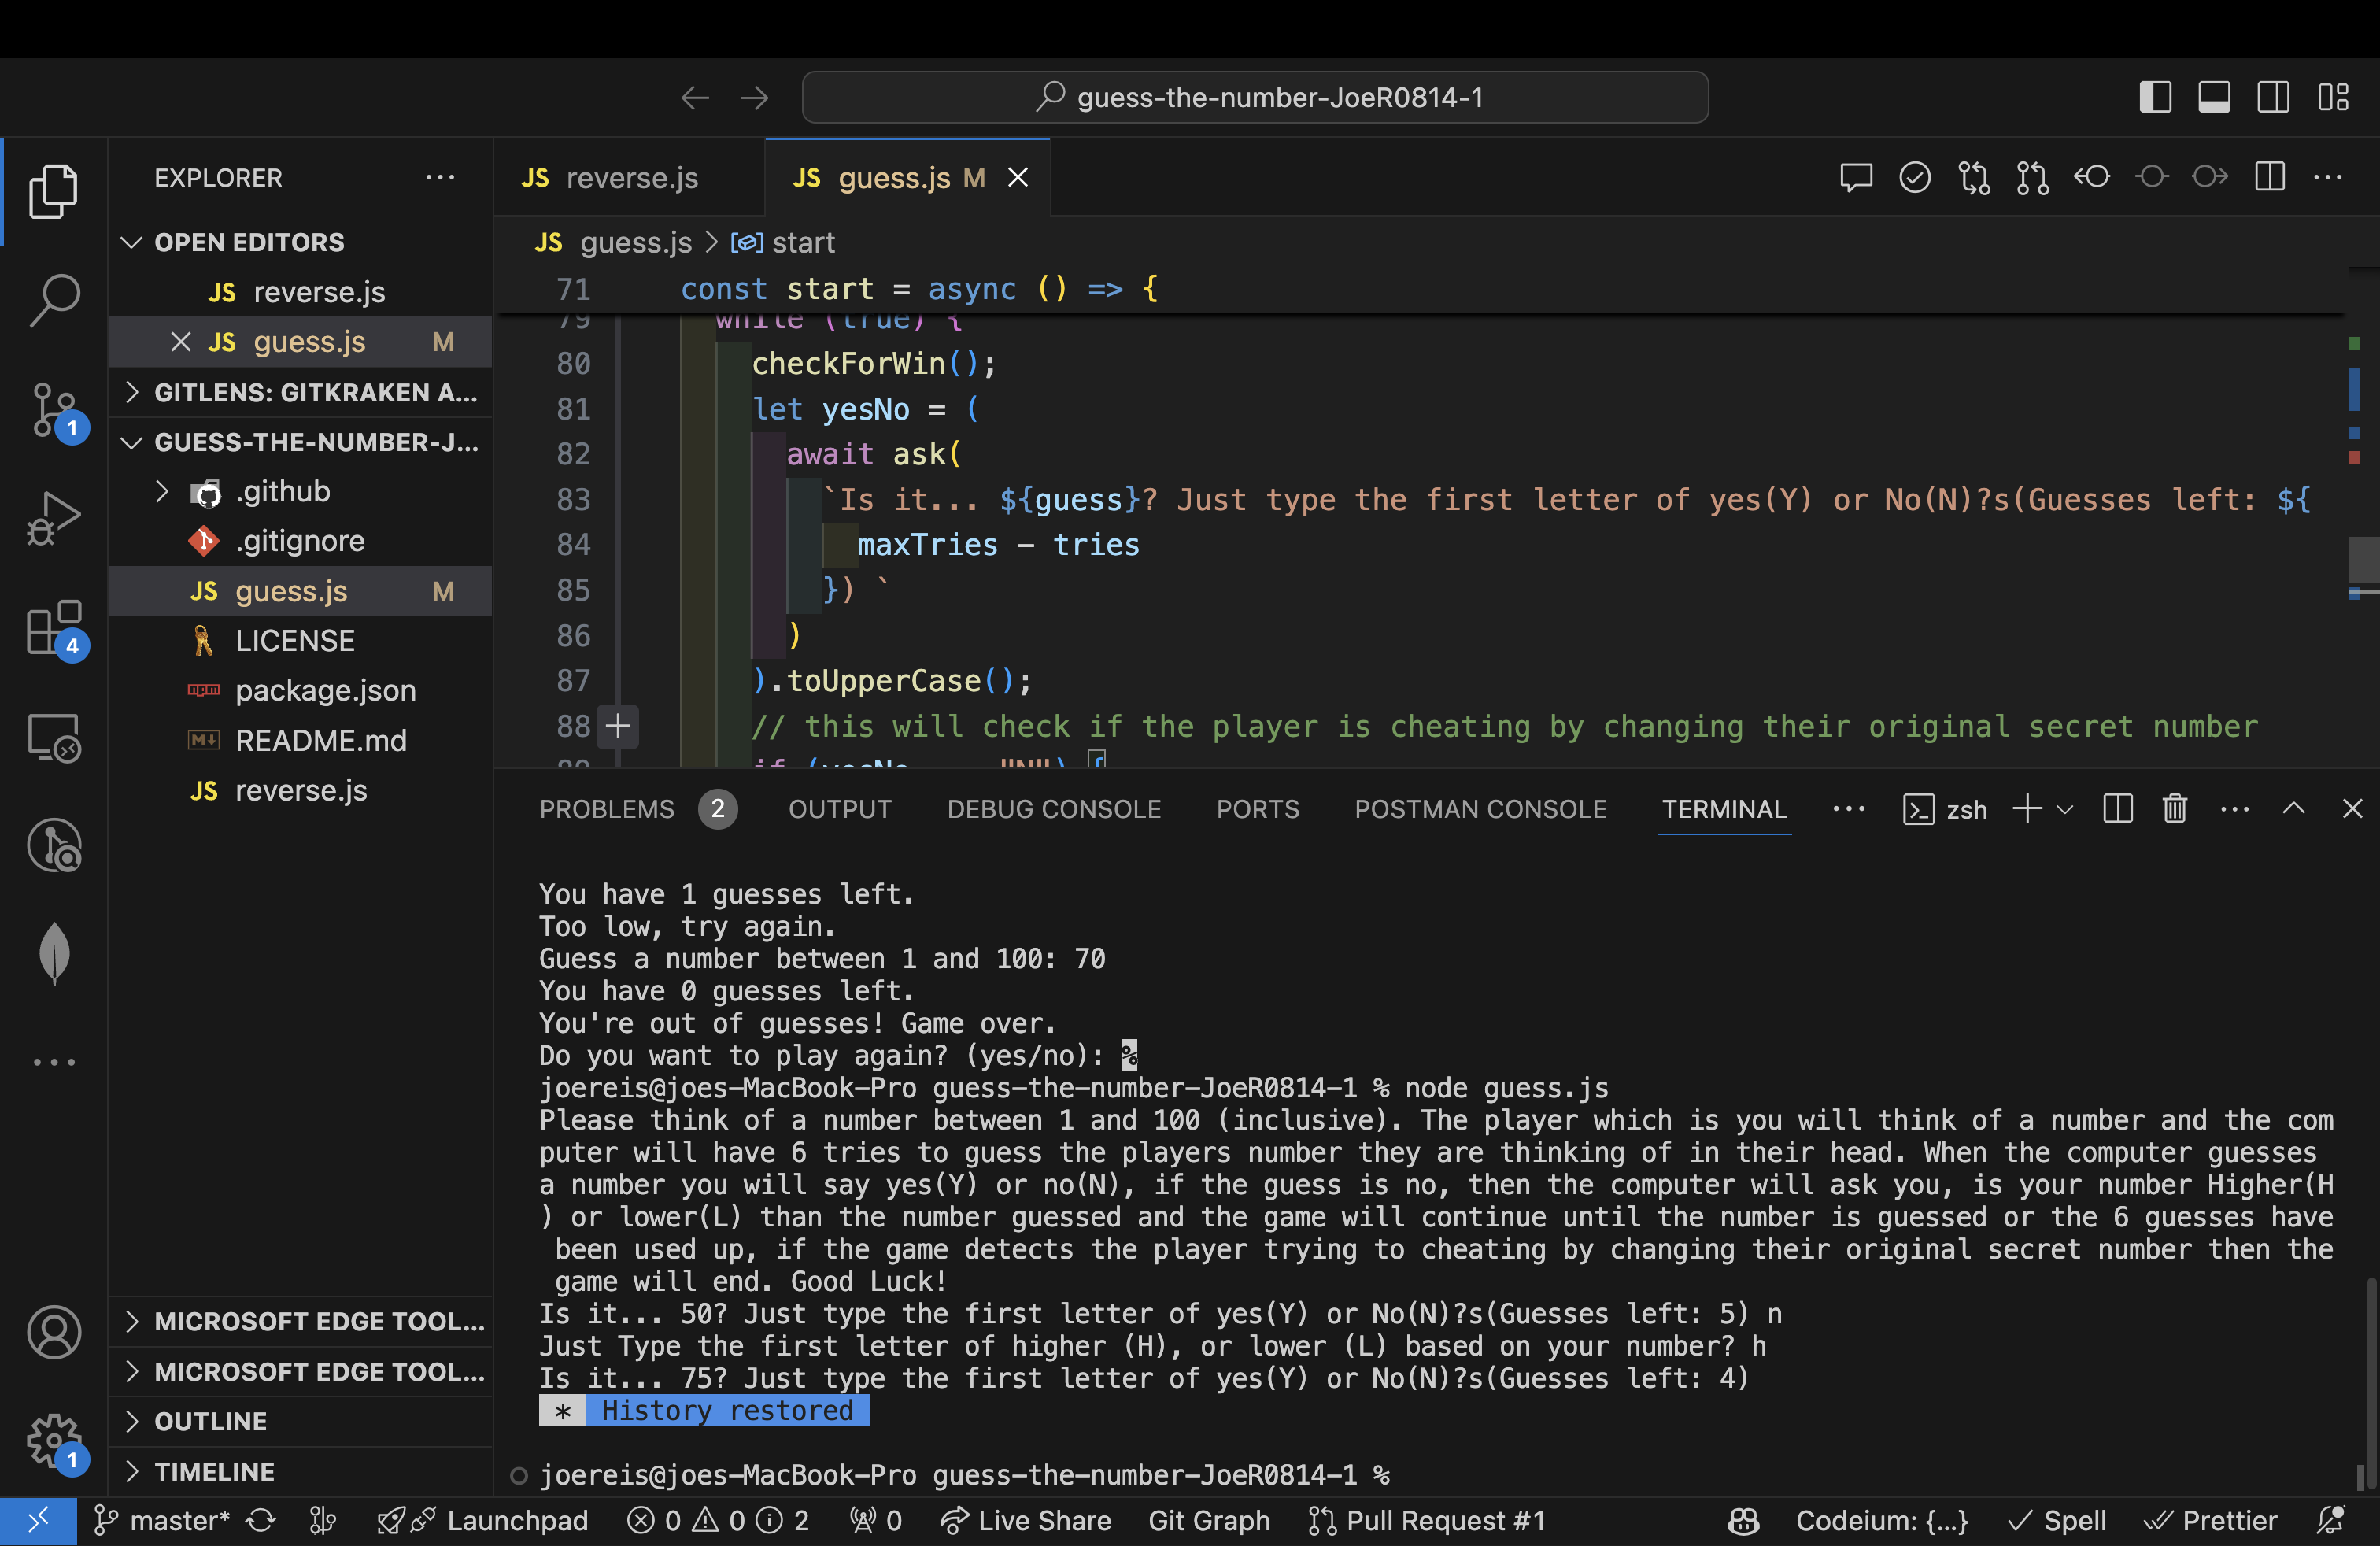 guess-the-number-JoeR0814-1
EXPLORER
JS reverse.js
JS guess.js M
OPEN EDITORS
JS reverse.js
JS guess.js M
GITLENS: GITKRAKEN A...
GUESS-THE-NUMBER-J...
.github
.gitignore
JS guess.js M
LICENSE
package.json
README.md
JS reverse.js
MICROSOFT EDGE TOOL...
MICROSOFT EDGE TOOL...
OUTLINE
TIMELINE
1
4
1
JS guess.js > start
71 const start = async () => {
79 while (true) {
80 checkForWin();
81 let yesNo = (
82 await ask(
83 `Is it... ${guess}? Just type the first letter of yes(Y) or No(N)?s(Guesses left: ${
84 maxTries - tries
85 }) `
86 )
87 ).toUpperCase();
88 // this will check if the player is cheating by changing their original secret number
89 if (yesNo === "N") {
PROBLEMS 2 OUTPUT DEBUG CONSOLE PORTS POSTMAN CONSOLE TERMINAL zsh
You have 1 guesses left.
Too low, try again.
Guess a number between 1 and 100: 70
You have 0 guesses left.
You're out of guesses! Game over.
Do you want to play again? (yes/no): %
joereis@joes-MacBook-Pro guess-the-number-JoeR0814-1 % node guess.js
Please think of a number between 1 and 100 (inclusive). The player which is you will think of a number and the com
puter will have 6 tries to guess the players number they are thinking of in their head. When the computer guesses
a number you will say yes(Y) or no(N), if the guess is no, then the computer will ask you, is your number Higher(H
) or lower(L) than the number guessed and the game will continue until the number is guessed or the 6 guesses have
been used up, if the game detects the player trying to cheating by changing their original secret number then the
game will end. Good Luck!
Is it... 50? Just type the first letter of yes(Y) or No(N)?s(Guesses left: 5) n
Just Type the first letter of higher (H), or lower (L) based on your number? h
Is it... 75? Just type the first letter of yes(Y) or No(N)?s(Guesses left: 4)
* History restored
joereis@joes-MacBook-Pro guess-the-number-JoeR0814-1 %
master* Launchpad 0 0 2 0 Live Share Git Graph Pull Request #1 Codeium: {...} Spell Prettier